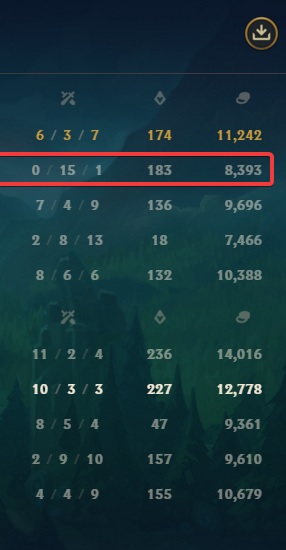 6 / 3 / 7 174 11,242
0 / 15 / 1 183 8,393
7 / 4 / 9 136 9,696
2 / 8 / 13 18 7,466
8 / 6 / 6 132 10,388
11 / 2 / 4 236 14,016
10 / 3 / 3 227 12,778
8 / 5 / 4 47 9,361
2 / 9 / 10 157 9,610
4 / 4 / 9 155 10,679